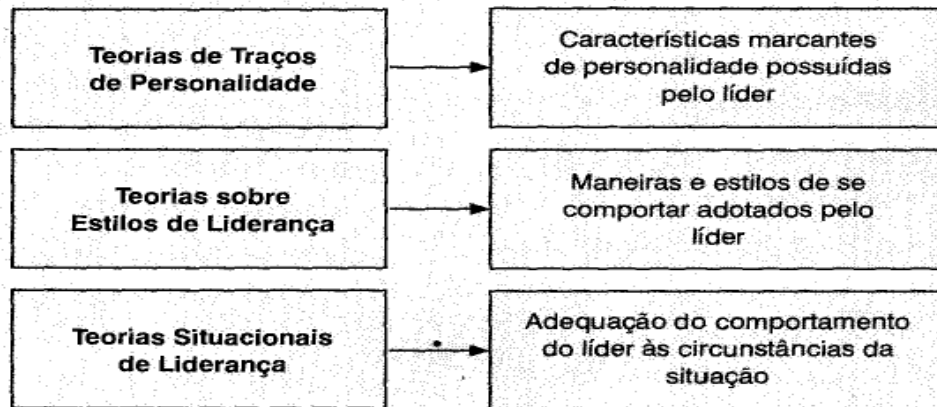 Teorias de Traços
de Personalidade
Características marcantes
de personalidade possuídas
pelo líder
Teorias sobre
Estilos de Liderança
Maneiras e estilos de se
comportar adotados pelo
líder
Teorias Situacionais
de Liderança
Adequação do comportamento
do líder às circunstâncias da
situação